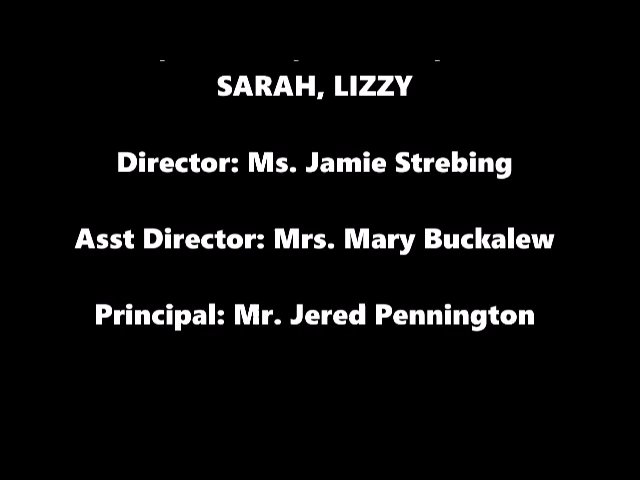 SARAH, LIZZY
Director: Ms. Jamie Strebing
Asst Director: Mrs. Mary Buckalew
Principal: Mr. Jered Pennington